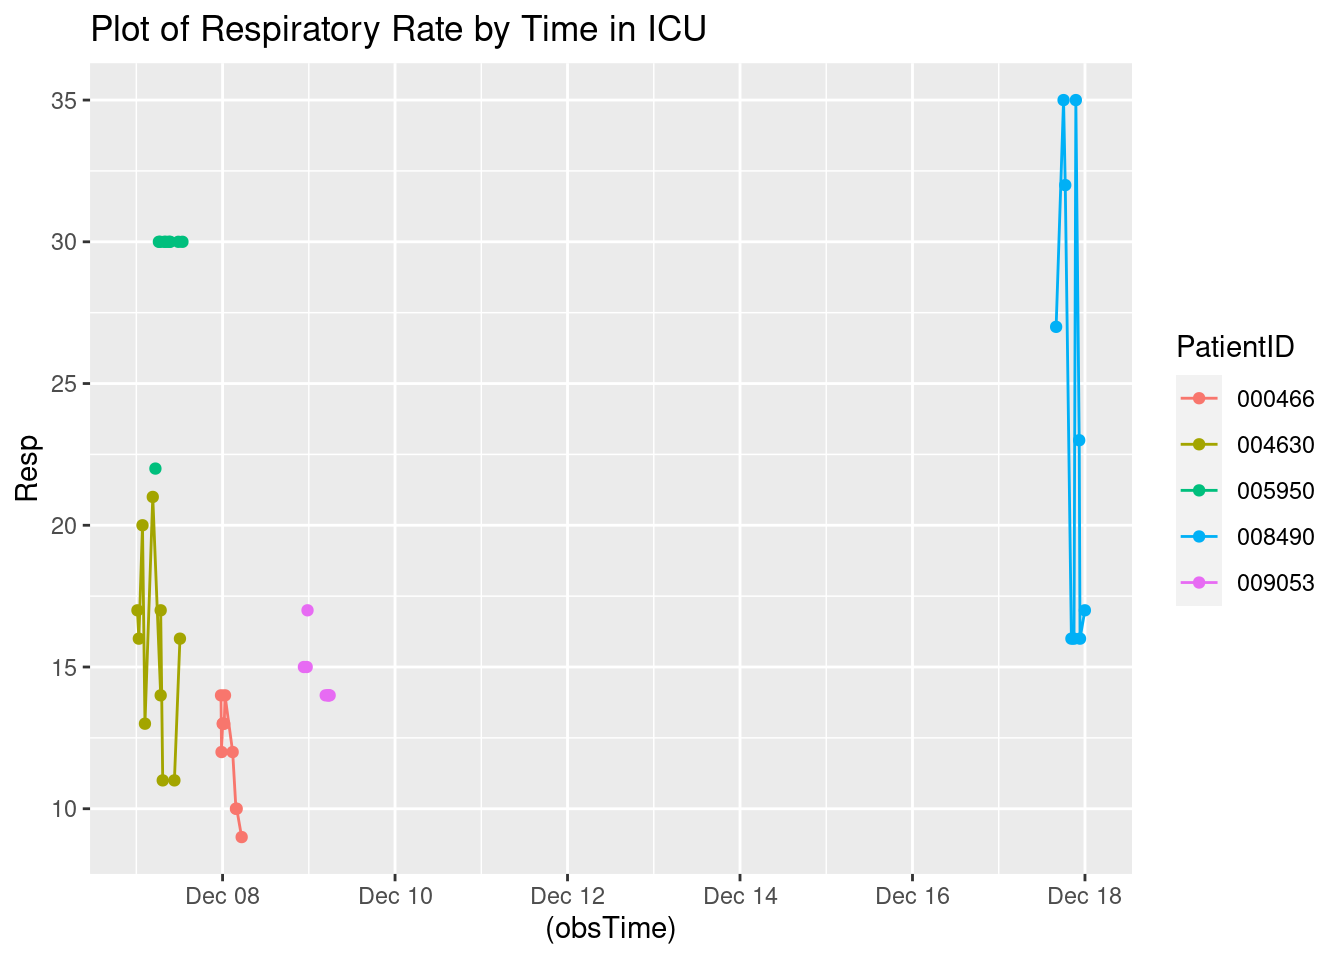 Plot of Respiratory Rate by Time in ICU
35
30
25
20
15
10
Resp
Dec 08 Dec 10 Dec 12 Dec 14 Dec 16 Dec 18
(obsTime)
PatientID
000466
004630
005950
008490
009053